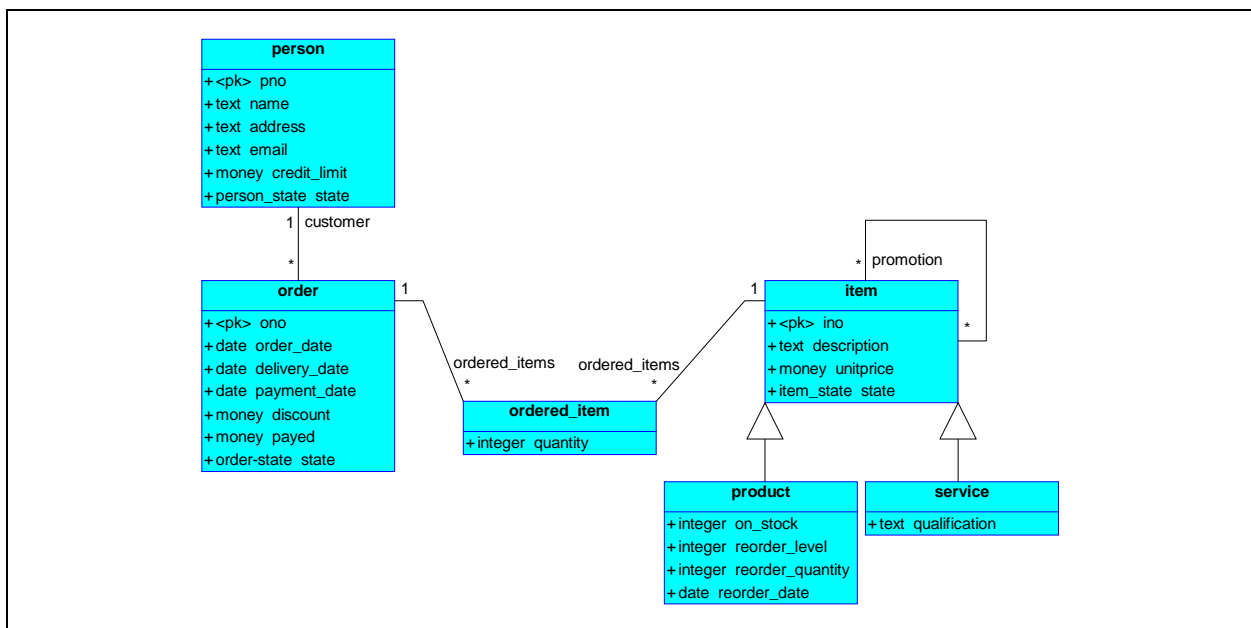 person
+<pk> pno
+text name
+text address
+text email
+money credit_limit
+person_state state
1 customer
*
order
+<pk> ono
+date order_date
+date delivery_date
+date payment_date
+money discount
+money payed
+order-state state
1
ordered_items
*
ordered_item
+integer quantity
ordered_items
*
1
* promotion
*
item
+<pk> ino
+text description
+money unitprice
+item_state state
product
+integer on_stock
+integer reorder_level
+integer reorder_quantity
+date reorder_date
service
+text qualification